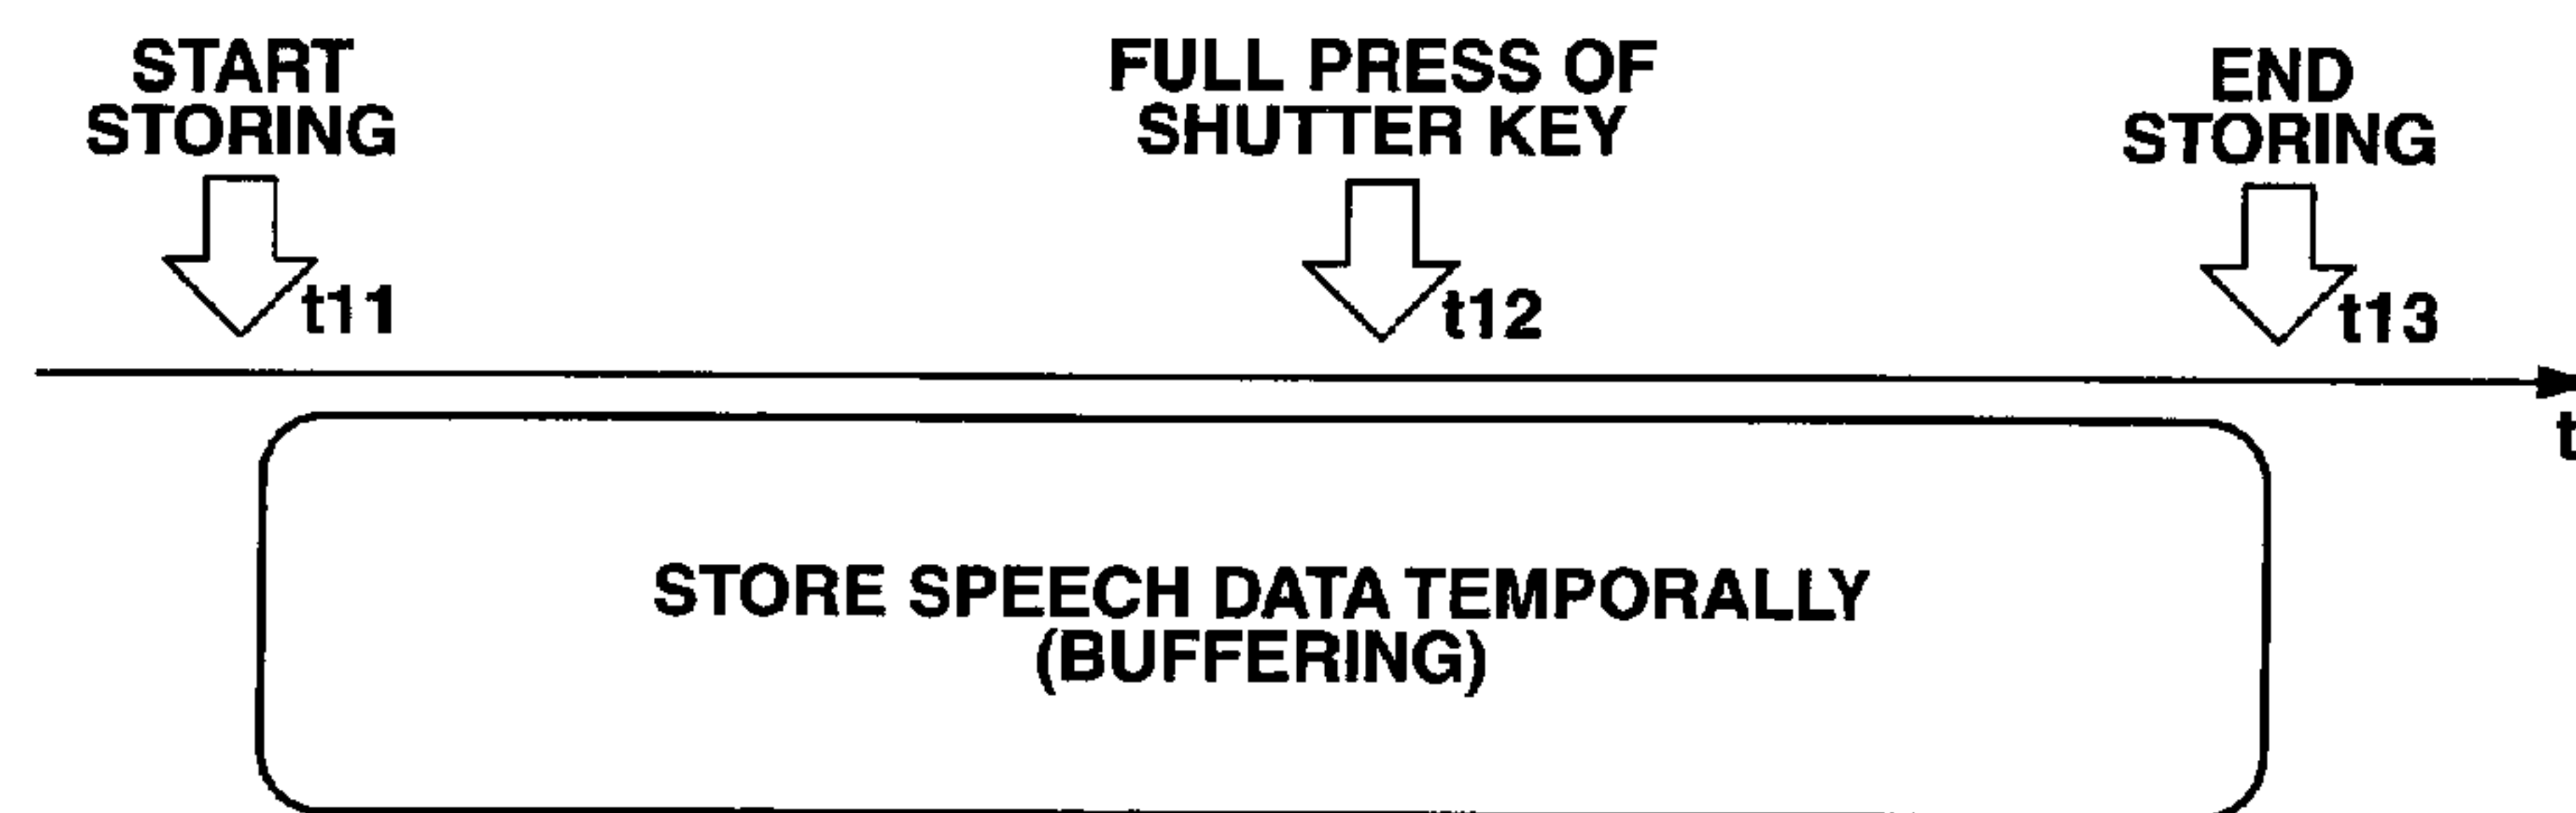 START
STORING
FULL PRESS OF
SHUTTER KEY
END
STORING
t11
t12
t13
t
STORE SPEECH DATA TEMPORALLY
(BUFFERING)